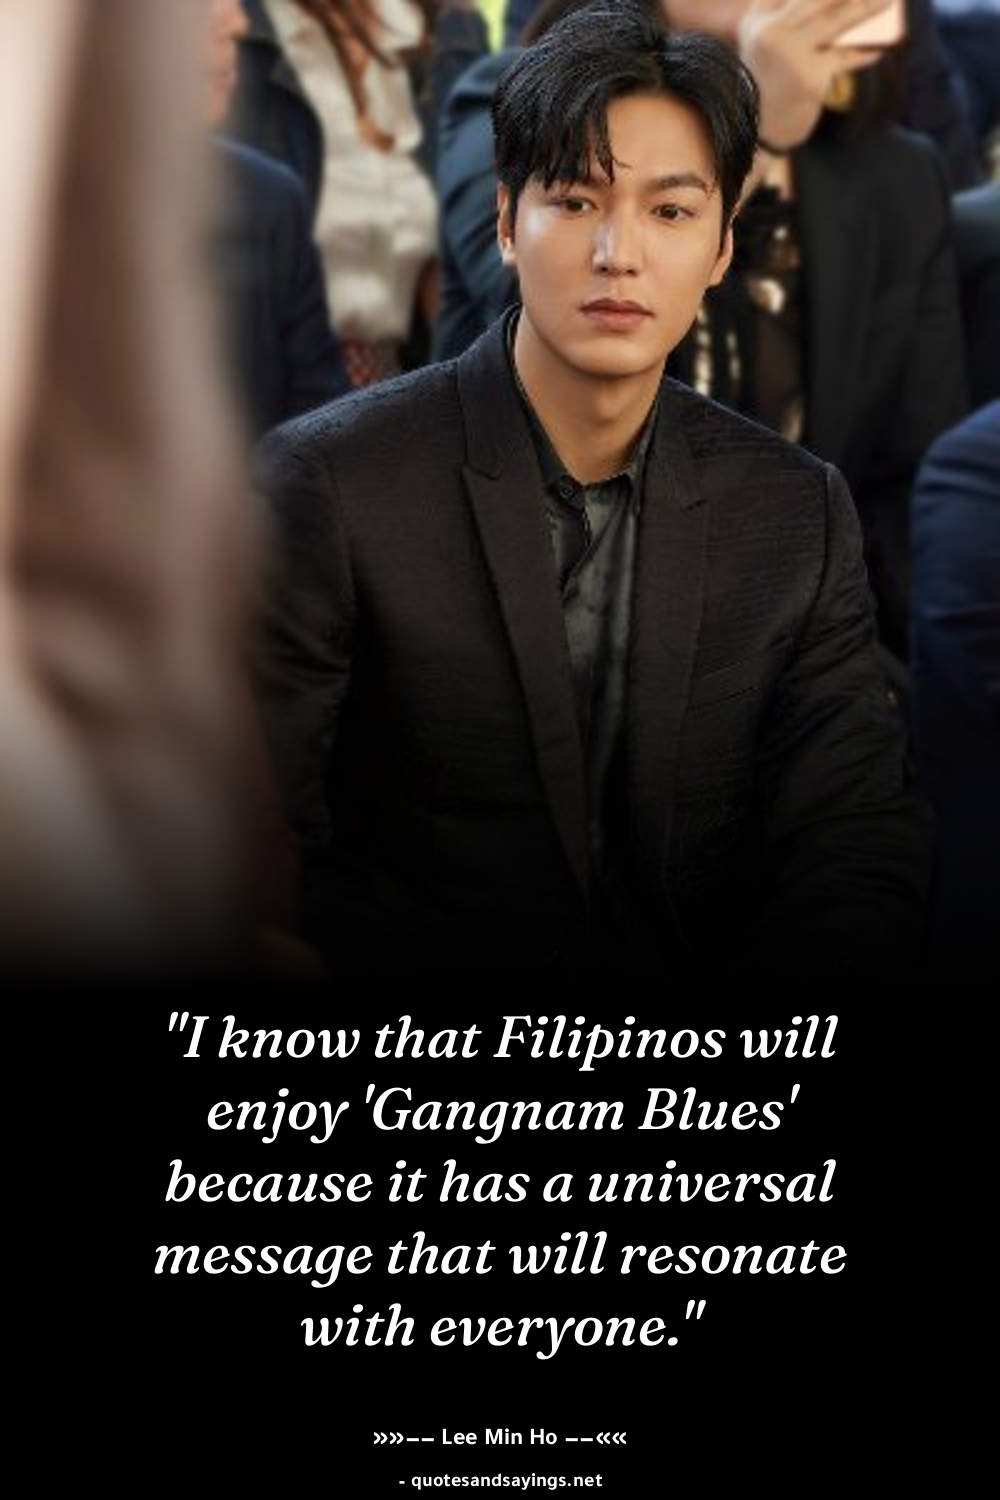 "I know that Filipinos will
enjoy 'Gangnam Blues'
because it has a universal
message that will resonate
with everyone."
»»–– Lee Min Ho ––««
- quotesandsayings.net